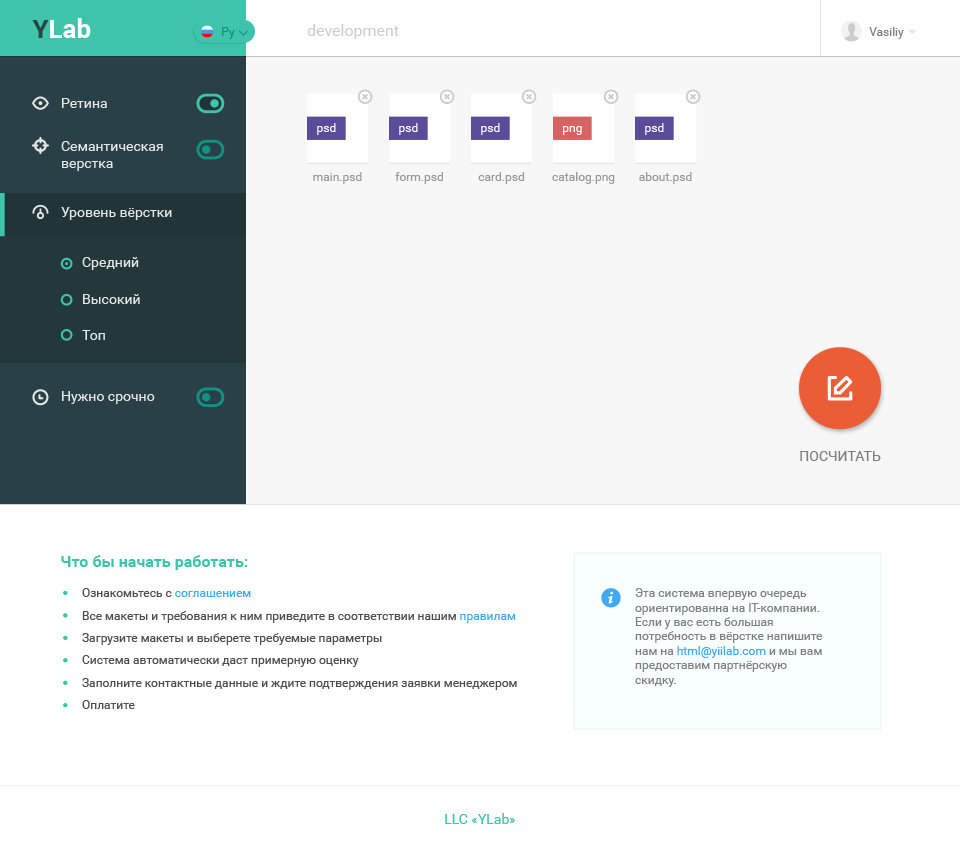 YLab
Ру
development
Vasiliy
Ретина
Семантическая
верстка
Уровень вёрстки
Средний
Высокий
Топ
Нужно срочно
psd
psd
psd
png
psd
main.psd
form.psd
card.psd
catalog.png
about.psd
ПОСЧИТАТЬ
Что бы начать работать:
Ознакомьтесь с соглашением
Все макеты и требования к ним приведите в соответствии нашим правилам
Загрузите макеты и выберете требуемые параметры
Система автоматически даст примерную оценку
Заполните контактные данные и ждите подтверждения заявки менеджером
Оплатите
Эта система впервую очередь
ориентированна на IT-компании.
Если у вас есть большая
потребность в вёрстке напишите
нам на html@yiilab.com и мы вам
предоставим партнёрскую
скидку.
LLC «YLab»